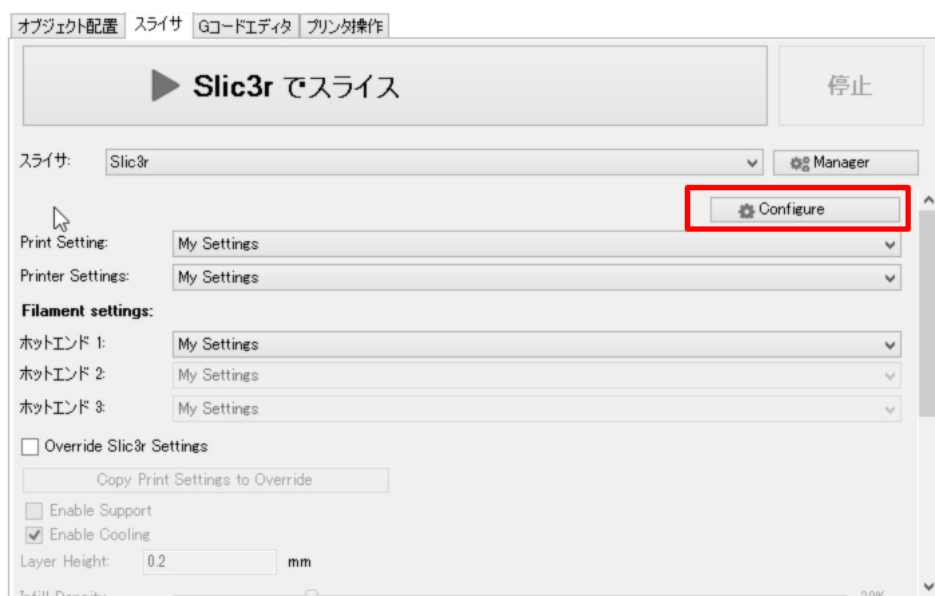 オブジェクト配置 スライサ Gコードエディタ プリンタ操作
Slic3r でスライス 停止
スライサ: Slic3r Manager
Configure
Print Setting: My Settings
Printer Settings: My Settings
Filament settings:
ホットエンド 1: My Settings
ホットエンド 2: My Settings
ホットエンド 3: My Settings
Override Slic3r Settings
Copy Print Settings to Override
Enable Support
Enable Cooling
Layer Height: 0.2 mm
Infill Density 20%